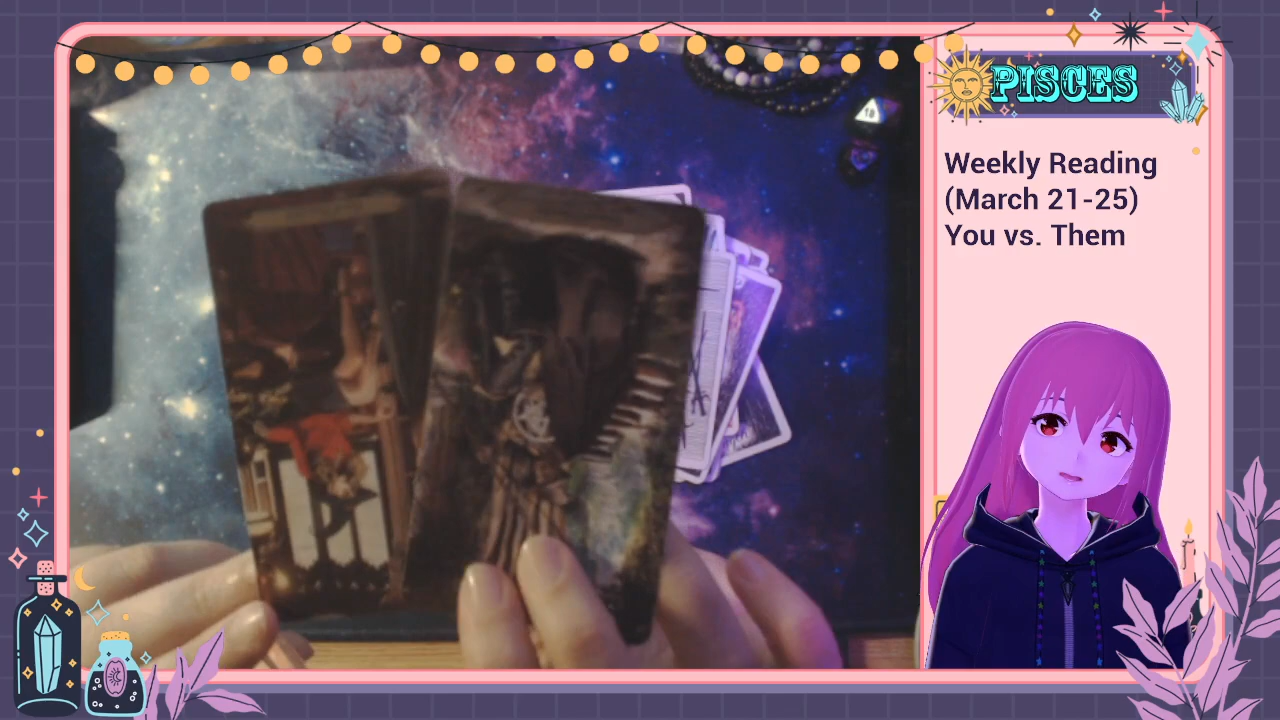 PISCES
Weekly Reading
(March 21-25)
You vs. Them